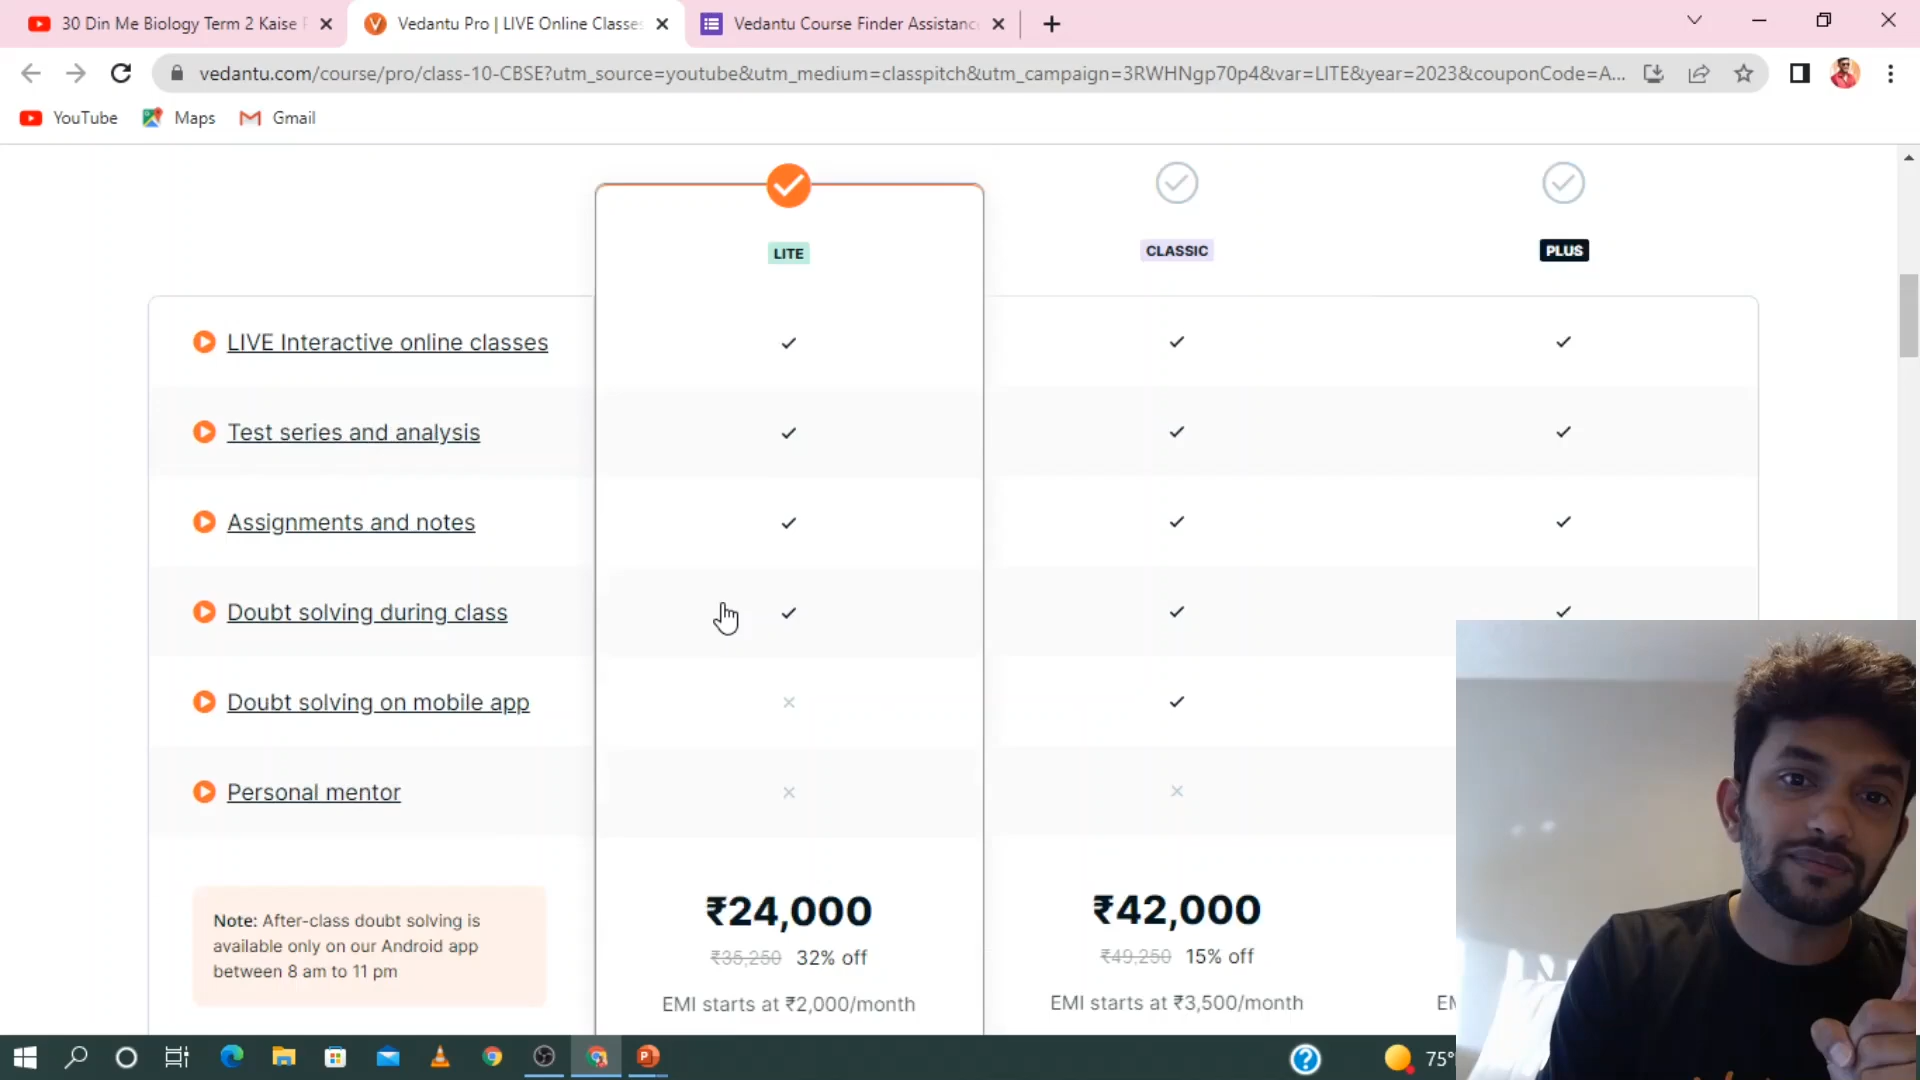 30 Din Me Biology Term 2 Kaise
Vedantu Pro | LIVE Online Classes
Vedantu Course Finder Assistanc
vedantu.com/course/pro/class-10-CBSE?utm_source=youtube&utm_medium=classpitch&utm_campaign=3RWHNgp70p4&var=LITE&year=2023&couponCode=A...
YouTube
Maps
Gmail
LITE
CLASSIC
PLUS
LIVE Interactive online classes
Test series and analysis
Assignments and notes
Doubt solving during class
Doubt solving on mobile app
Personal mentor
Note: After-class doubt solving is
available only on our Android app
between 8 am to 11 pm
₹24,000
₹35,250 32% off
EMI starts at ₹2,000/month
₹42,000
₹49,250 15% off
EMI starts at ₹3,500/month
EM
75°